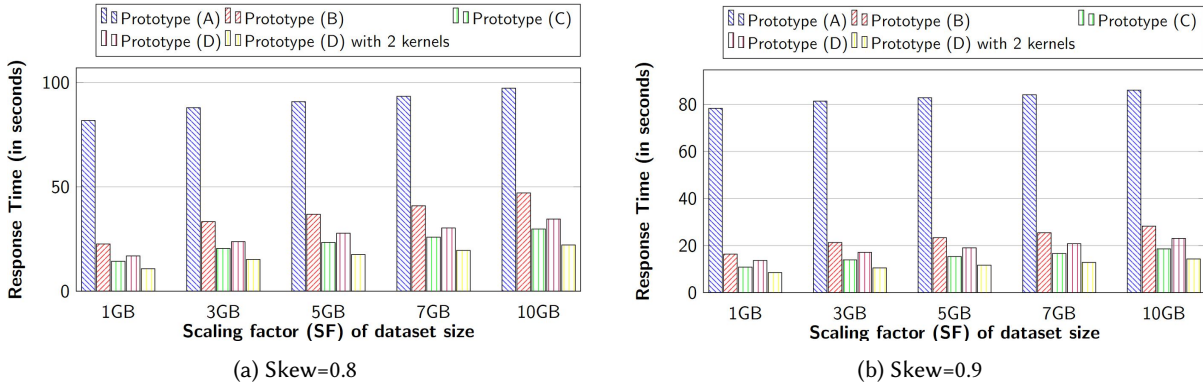 Prototype (A) Prototype (B) Prototype (C)
Prototype (D) Prototype (D) with 2 kernels
Response Time (in seconds)
100
50
0
1GB 3GB 5GB 7GB 10GB
Scaling factor (SF) of dataset size
(a) Skew=0.8
Prototype (A) Prototype (B) Prototype (C)
Prototype (D) Prototype (D) with 2 kernels
Response Time (in seconds)
80
60
40
20
0
1GB 3GB 5GB 7GB 10GB
Scaling factor (SF) of dataset size
(b) Skew=0.9